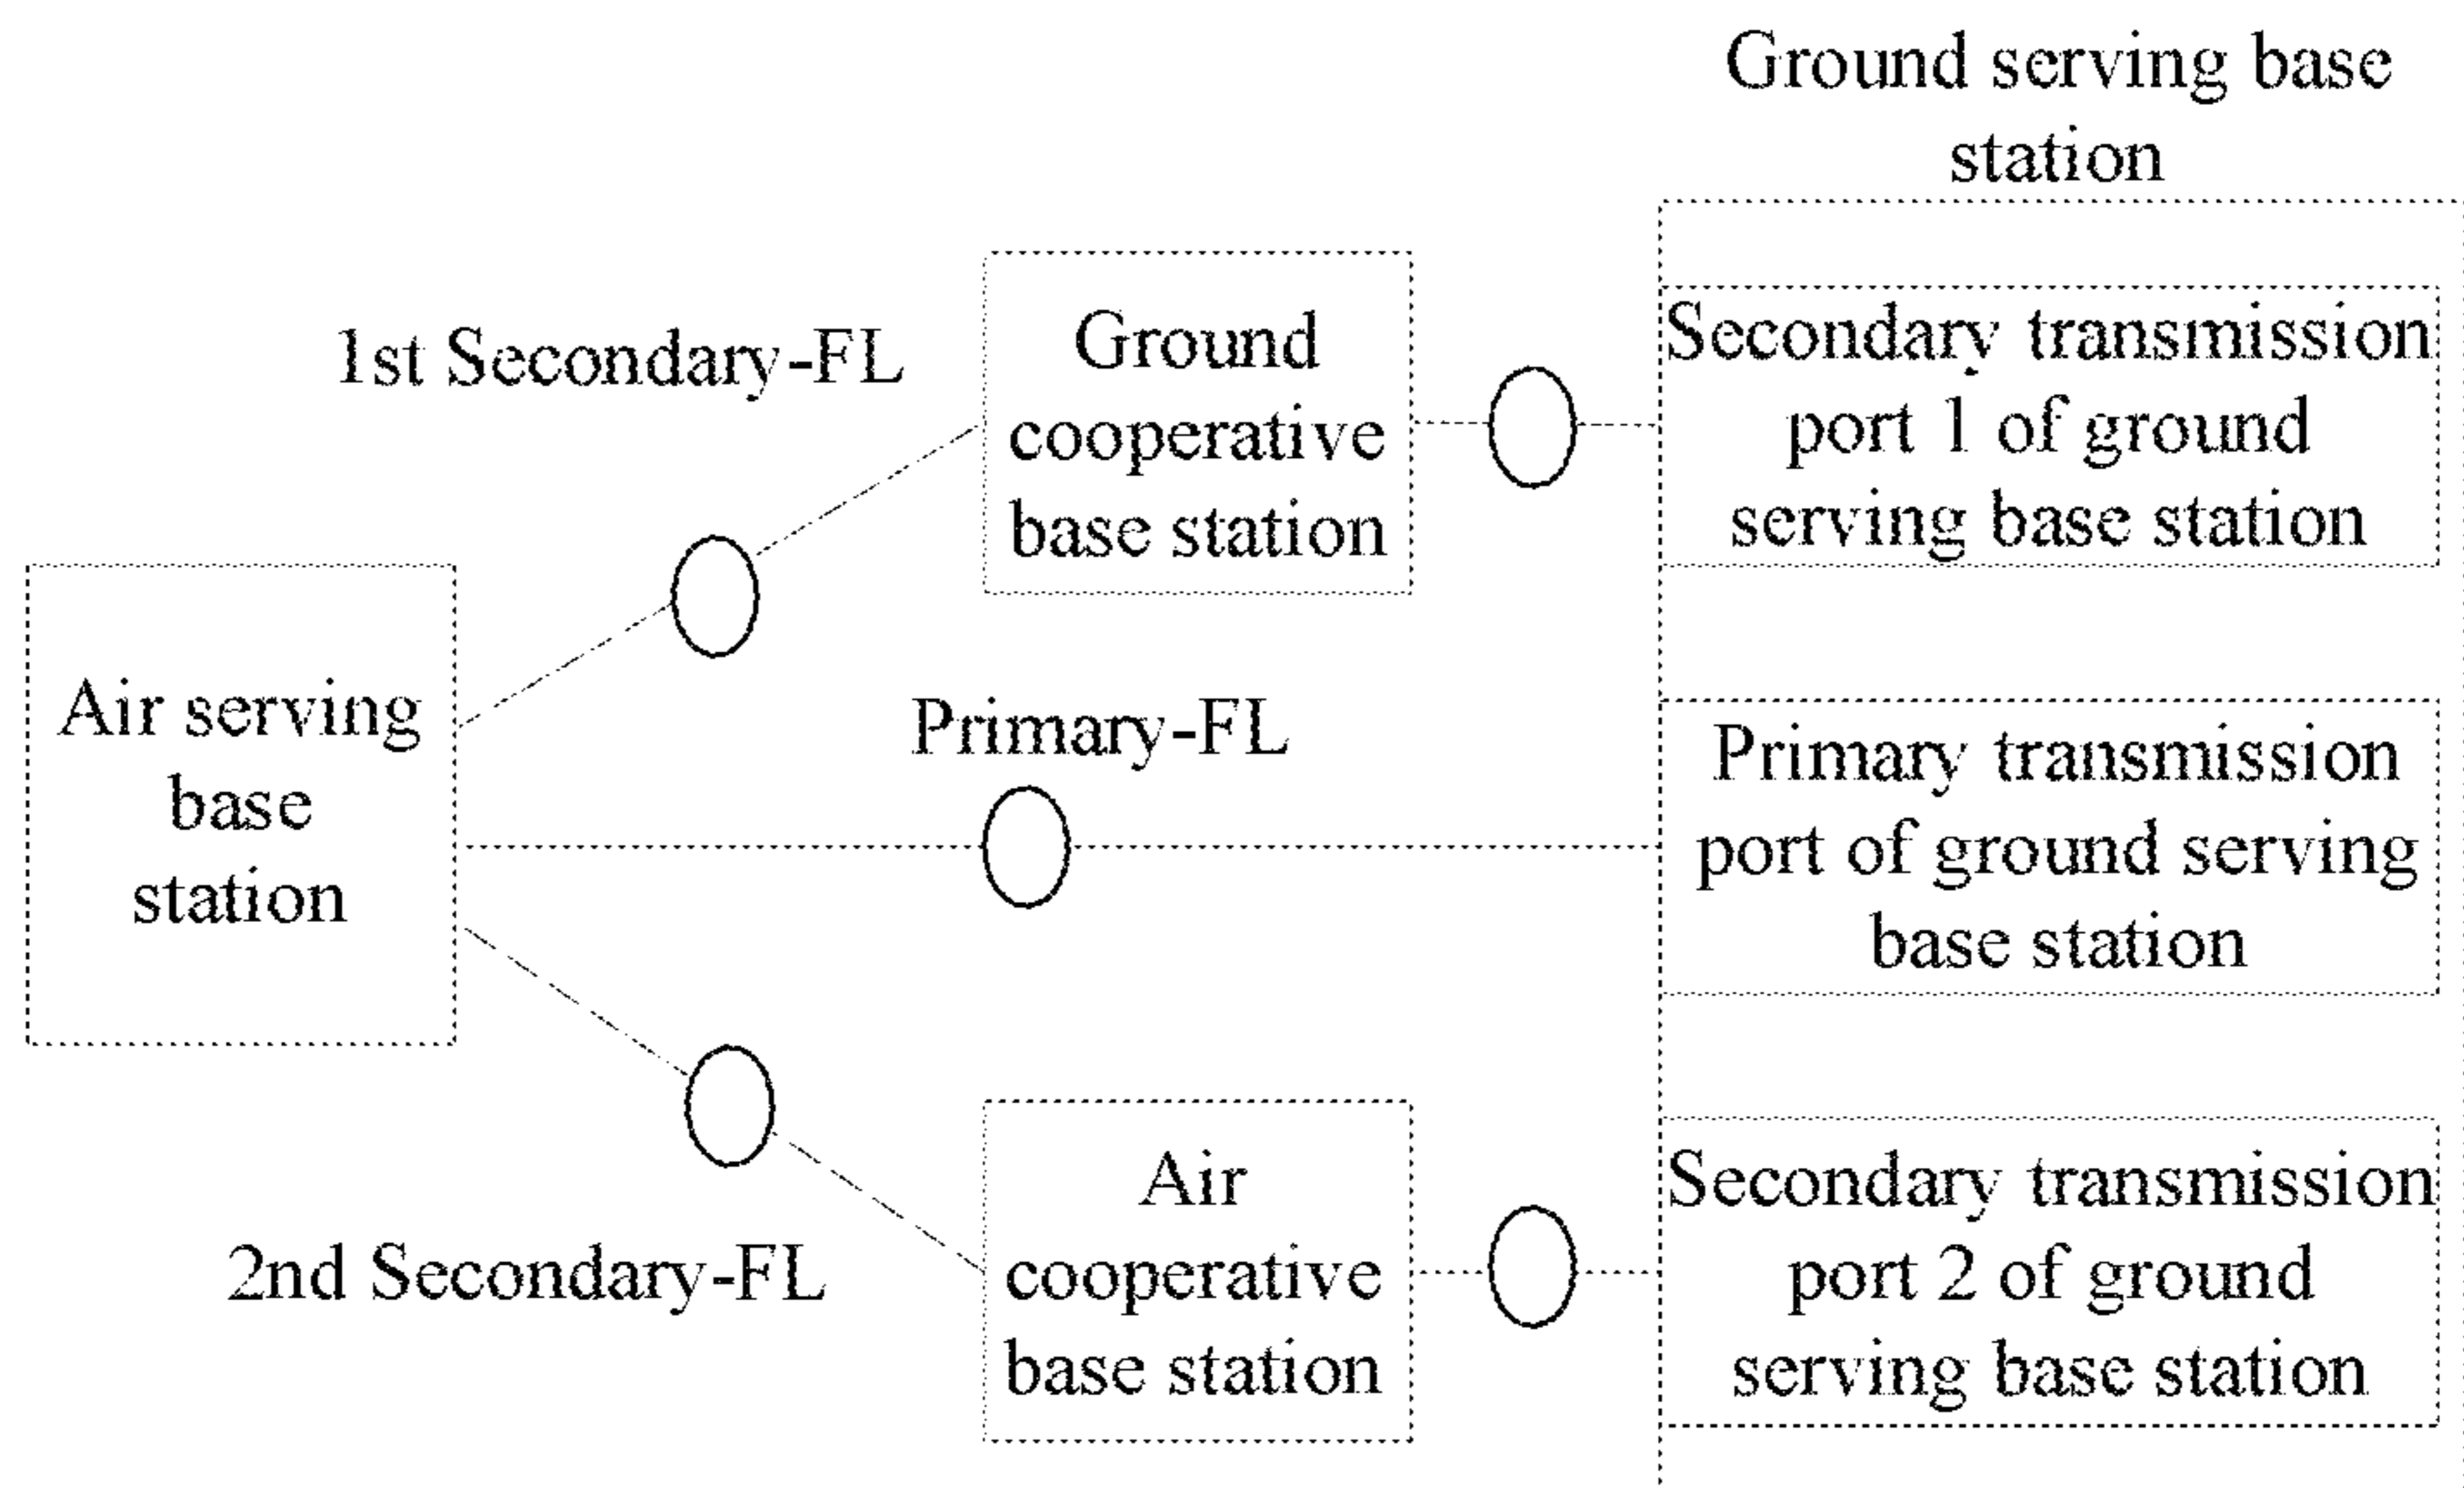 Ground serving base
station
1st Secondary-FL
Ground
cooperative
base station
Secondary transmission
port 1 of ground
serving base station
Air serving
base
station
Primary-FL
Primary transmission
port of ground serving
base station
2nd Secondary-FL
Air
cooperative
base station
Secondary transmission
port 2 of ground
serving base station